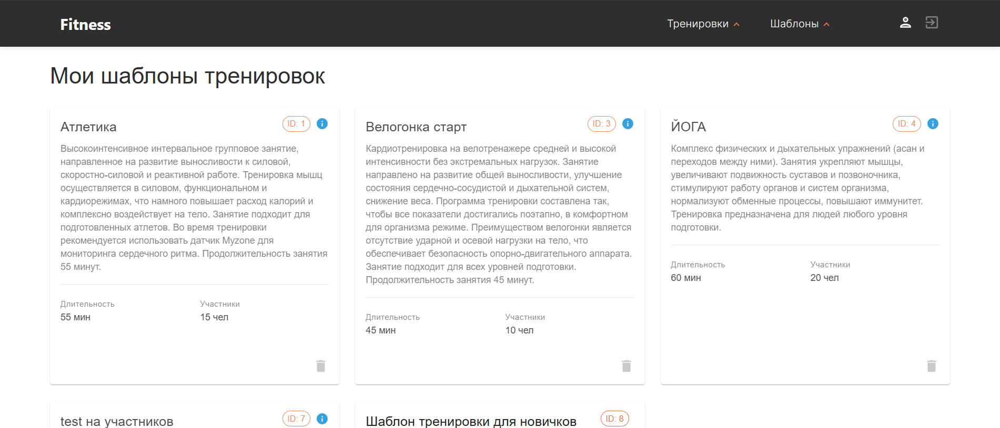 Fitness
Тренировки
Шаблоны
Мои шаблоны тренировок
Атлетика
ID: 1
Высокоинтенсивное интервальное групповое занятие,
направленное на развитие выносливости к силовой,
скоростно-силовой и реактивной работе. Тренировка мышц
осуществляется в силовом, функциональном и
кардиорежимах, что намного повышает расход калорий и
комплексно воздействует на тело. Занятие подходит для
подготовленных атлетов. Во время тренировки
рекомендуется использовать датчик Myzone для
мониторинга сердечного ритма. Продолжительность занятия
55 минут.
Длительность
55 мин
Участники
15 чел
Велогонка старт
ID: 3
Кардиотренировка на велотренажере средней и высокой
интенсивности без экстремальных нагрузок. Занятие
направлено на развитие общей выносливости, улучшение
состояния сердечно-сосудистой и дыхательной систем,
снижение веса. Программа тренировки составлена так,
чтобы все показатели достигались поэтапно, в комфортном
для организма режиме. Преимуществом велогонки является
отсутствие ударной и осевой нагрузки на тело, что
обеспечивает безопасность опорно-двигательного аппарата.
Занятие подходит для всех уровней подготовки.
Продолжительность занятия 45 минут.
Длительность
45 мин
Участники
10 чел
ЙОГА
ID: 4
Комплекс физических и дыхательных упражнений (асан и
переходов между ними). Занятия укрепляют мышцы,
увеличивают подвижность суставов и позвоночника,
стимулируют работу органов и систем организма,
нормализуют обменные процессы, повышают иммунитет.
Тренировка предназначена для людей любого уровня
подготовки.
Длительность
60 мин
Участники
20 чел
test на участников
ID: 7
Шаблон тренировки для новичков
ID: 8